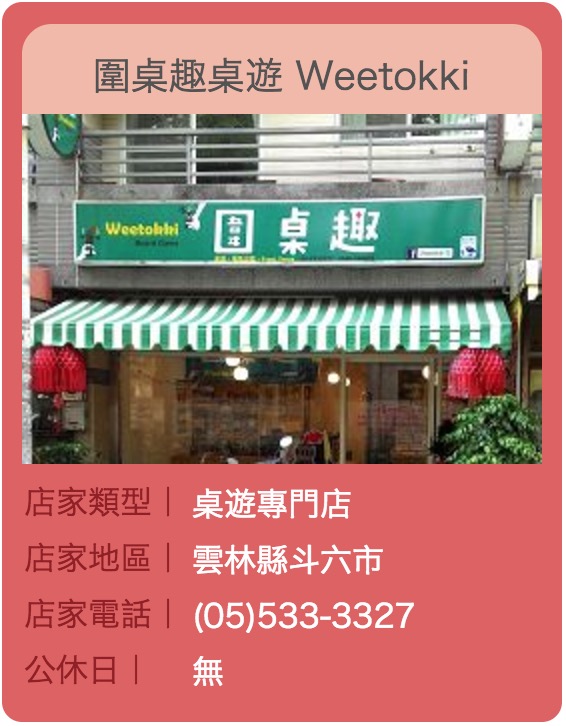 圍桌趣桌遊 Weetokki
Weetokki
圍桌趣
Board Game
店家類型｜ 桌遊專門店
店家地區｜ 雲林縣斗六市
店家電話｜ (05)533-3327
公休日｜ 無